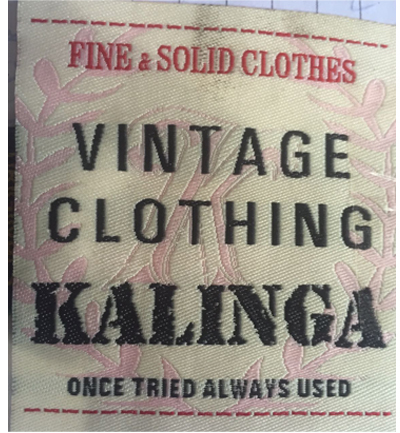 FINE & SOLID CLOTHES
VINTAGE
CLOTHING
KALINGA
ONCE TRIED ALWAYS USED